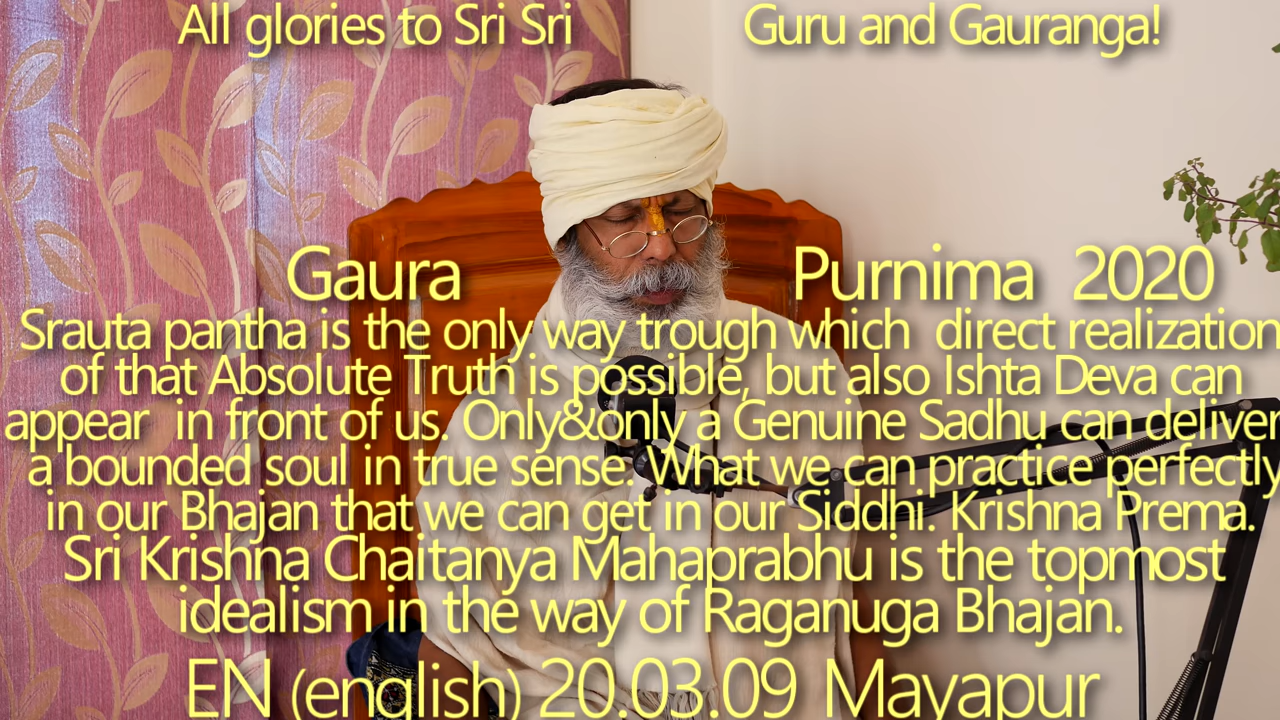 All glories to Sri Sri Guru and Gauranga!
Gaura Purnima 2020
Srauta pantha is the only way trough which direct realization
of that Absolute Truth is possible, but also Ishta Deva can
appear in front of us. Only&only a Genuine Sadhu can deliver
a bounded soul in true sense. What we can practice perfectly
in our Bhajan that we can get in our Siddhi. Krishna Prema.
Sri Krishna Chaitanya Mahaprabhu is the topmost
idealism in the way of Raganuga Bhajan.
EN (english) 20.03.09 Mayapur